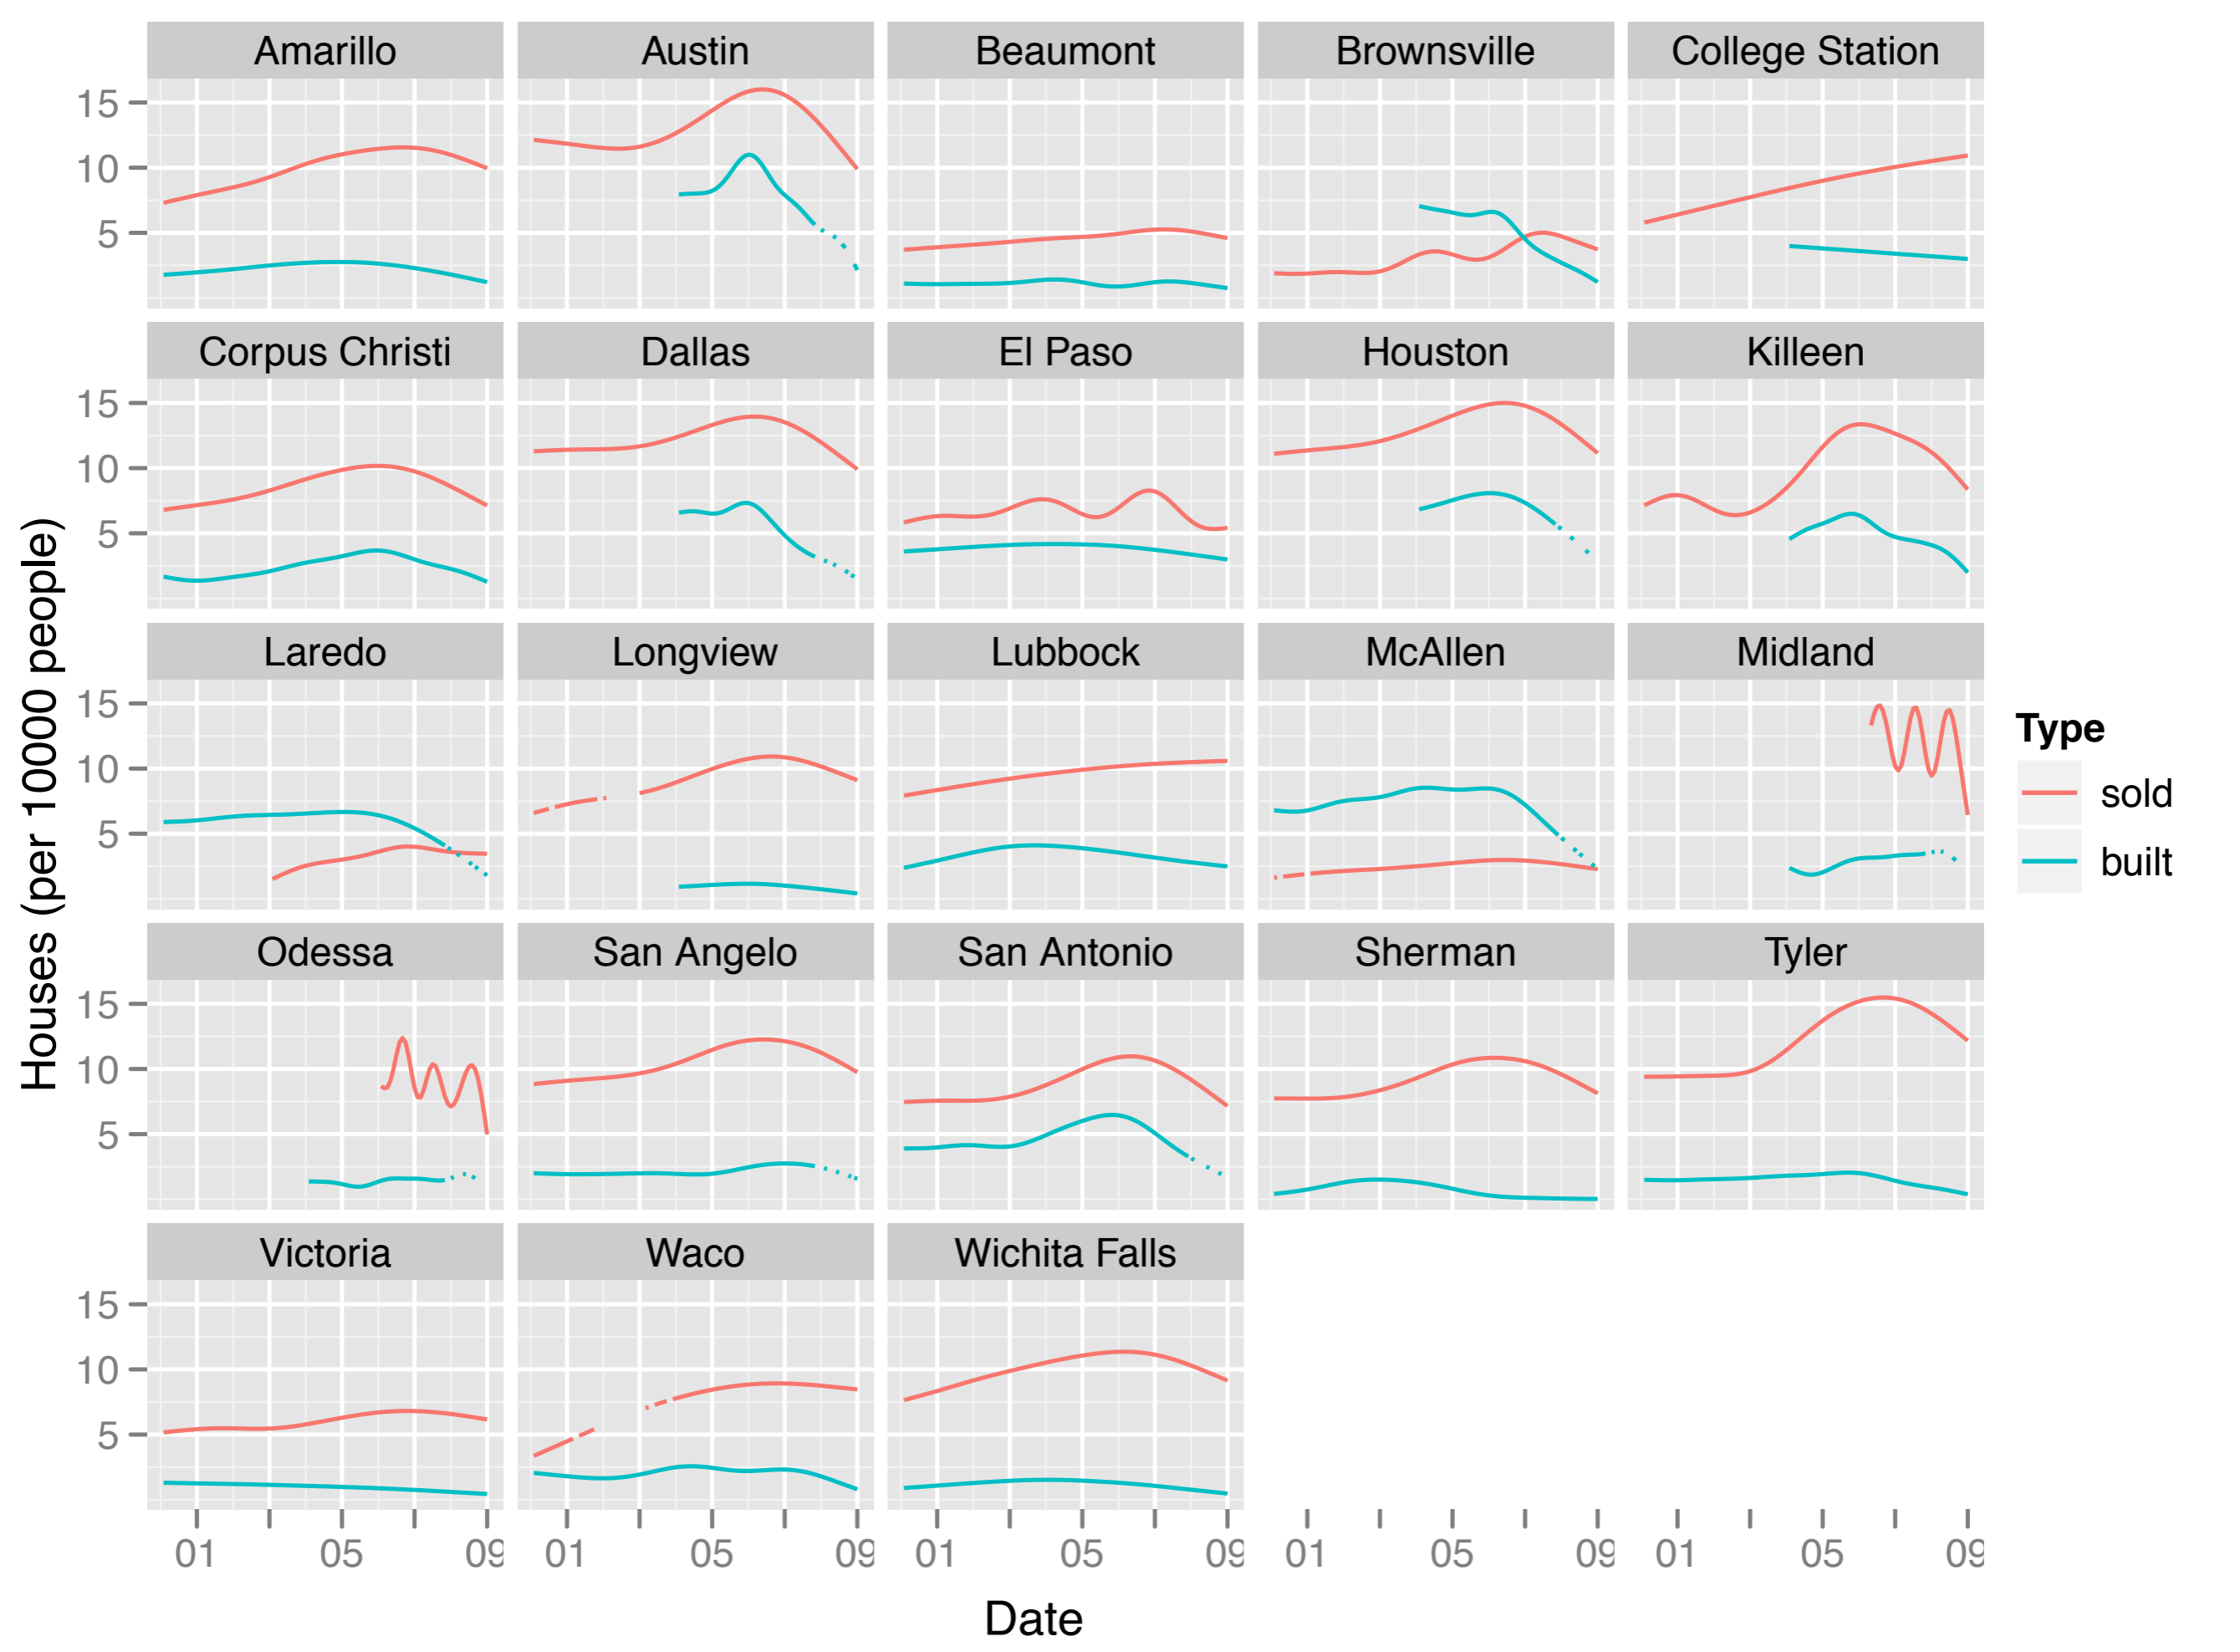 Amarillo Austin Beaumont Brownsville College Station
15
10
5
Corpus Christi Dallas El Paso Houston Killeen
15
10
5
Laredo Longview Lubbock McAllen Midland
15
10
5
Odessa San Angelo San Antonio Sherman Tyler
15
10
5
Victoria Waco Wichita Falls
15
10
5
01 05 09 01 05 09 01 05 09 01 05 09 01 05 09
Date
Houses (per 10000 people)
Type
sold
built